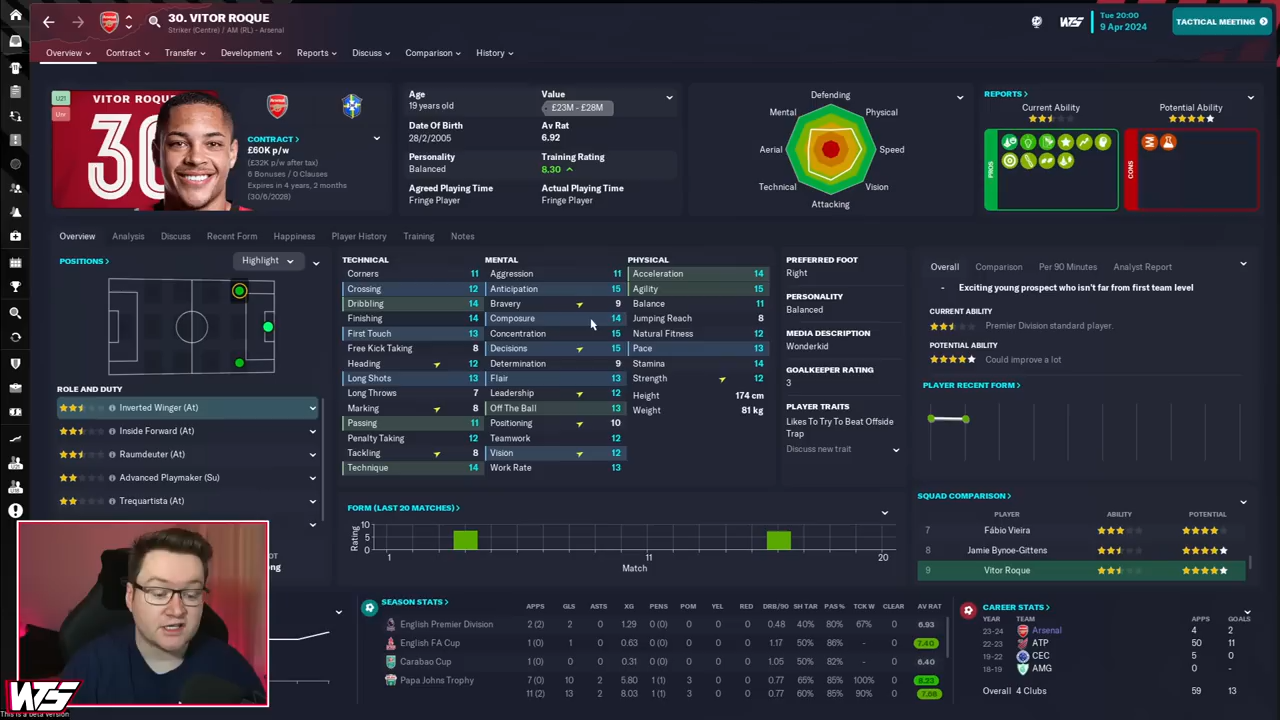 30. VITOR ROQUE
Striker (Centre) / AM (RL) - Arsenal
WTS
Tue 20:00
9 Apr 2024
TACTICAL MEETING
Overview
Contract
Transfer
Development
Reports
Discuss
Comparison
History
U21
Unr
VITOR ROQUE
30
CONTRACT >
£60K p/w
(£32K p/w after tax)
6 Bonuses / 0 Clauses
Expires in 4 years, 2 months
(30/6/2028)
Age
19 years old
Value
£23M - £28M
Date Of Birth
28/2/2005
Av Rat
6.92
Personality
Balanced
Training Rating
8.30
Agreed Playing Time
Fringe Player
Actual Playing Time
Fringe Player
Defending
Mental
Physical
Aerial
Speed
Technical
Vision
Attacking
REPORTS >
Current Ability
Potential Ability
PROS
CONS
Overview
Analysis
Discuss
Recent Form
Happiness
Player History
Training
Notes
POSITIONS >
Highlight
ROLE AND DUTY
Inverted Winger (At)
Inside Forward (At)
Raumdeuter (At)
Advanced Playmaker (Su)
Trequartista (At)
TECHNICAL
Corners 11
Crossing 12
Dribbling 14
Finishing 14
First Touch 13
Free Kick Taking 8
Heading 12
Long Shots 13
Long Throws 7
Marking 8
Passing 11
Penalty Taking 12
Tackling 8
Technique 14
MENTAL
Aggression 11
Anticipation 15
Bravery 9
Composure 14
Concentration 15
Decisions 15
Determination 9
Flair 13
Leadership 12
Off The Ball 13
Positioning 10
Teamwork 12
Vision 12
Work Rate 13
PHYSICAL
Acceleration 14
Agility 15
Balance 11
Jumping Reach 8
Natural Fitness 12
Pace 13
Stamina 14
Strength 12
Height 174 cm
Weight 81 kg
PREFERRED FOOT
Right
PERSONALITY
Balanced
MEDIA DESCRIPTION
Wonderkid
GOALKEEPER RATING
3
PLAYER TRAITS
Likes To Try To Beat Offside
Trap
Discuss new trait
Overall
Comparison
Per 90 Minutes
Analyst Report
- Exciting young prospect who isn't far from first team level
CURRENT ABILITY
Premier Division standard player.
POTENTIAL ABILITY
Could improve a lot
PLAYER RECENT FORM >
FORM (LAST 20 MATCHES) >
Rating
10
5
0
1 11 20
Match
SQUAD COMPARISON >
PLAYER ABILITY POTENTIAL
7 Fábio Vieira
8 Jamie Bynoe-Gittens
9 Vitor Roque
SEASON STATS >
APPS GLS ASTS XG PENS POM YEL RED DRB/90 SH TAR PAS % TCK W CLEAR AV RAT
English Premier Division 2 (2) 2 0 1.29 0 (0) 0 0 0 0.48 40% 80% 67% 0 6.93
English FA Cup 1 (0) 1 0 0.63 0 (0) 0 0 0 1.17 50% 86% - 0 7.40
Carabao Cup 1 (0) 0 0 0.31 0 (0) 0 0 0 1.05 50% 82% - 0 6.40
Papa Johns Trophy 7 (0) 10 2 5.80 1 (1) 3 0 0 0.77 65% 85% 100% 0 8.23
11 (2) 13 2 8.03 1 (1) 3 0 0 0.77 60% 85% 90% 0 7.68
CAREER STATS >
YEAR TEAM APPS GOALS
23-24 Arsenal 4 2
22-23 ATP 50 11
19-22 CEC 5 0
18-19 AMG 0 -
Overall 4 Clubs 59 13
WTS
This is a beta version